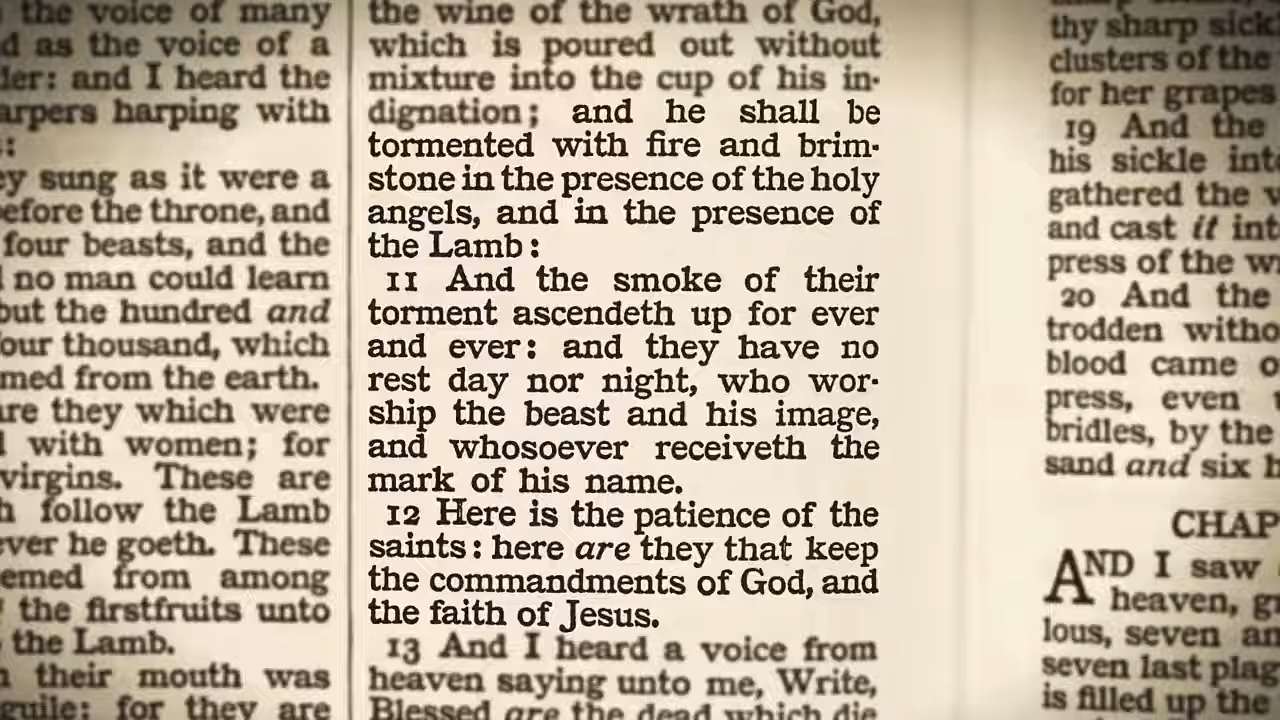 the voice of many
as the voice of a
and I heard the
harping with
sung as it were a
the throne, and
four beasts, and the
no man could learn
the hundred and
thousand, which
from the earth.
they which were
with women; for
virgins. These are
follow the Lamb
he goeth. These
from among
the firstfruits unto
the Lamb.
their mouth was
guile: for they are
the wine of the wrath of God,
which is poured out without
mixture into the cup of his in-
dignation; and he shall be
tormented with fire and brim-
stone in the presence of the holy
angels, and in the presence of
the Lamb:
11 And the smoke of their
torment ascendeth up for ever
and ever: and they have no
rest day nor night, who wor-
ship the beast and his image,
and whosoever receiveth the
mark of his name.
12 Here is the patience of the
saints: here are they that keep
the commandments of God, and
the faith of Jesus.
13 And I heard a voice from
heaven saying unto me, Write,
Blessed are the dead which die
thy sharp
clusters of the
for her grapes
19 And the
his sickle
gathered the
and cast it
press of the
20 And the
trodden
blood came
press, even
bridles, by the
sand and six
AND I saw
heaven,
seven
seven last
is filled up the